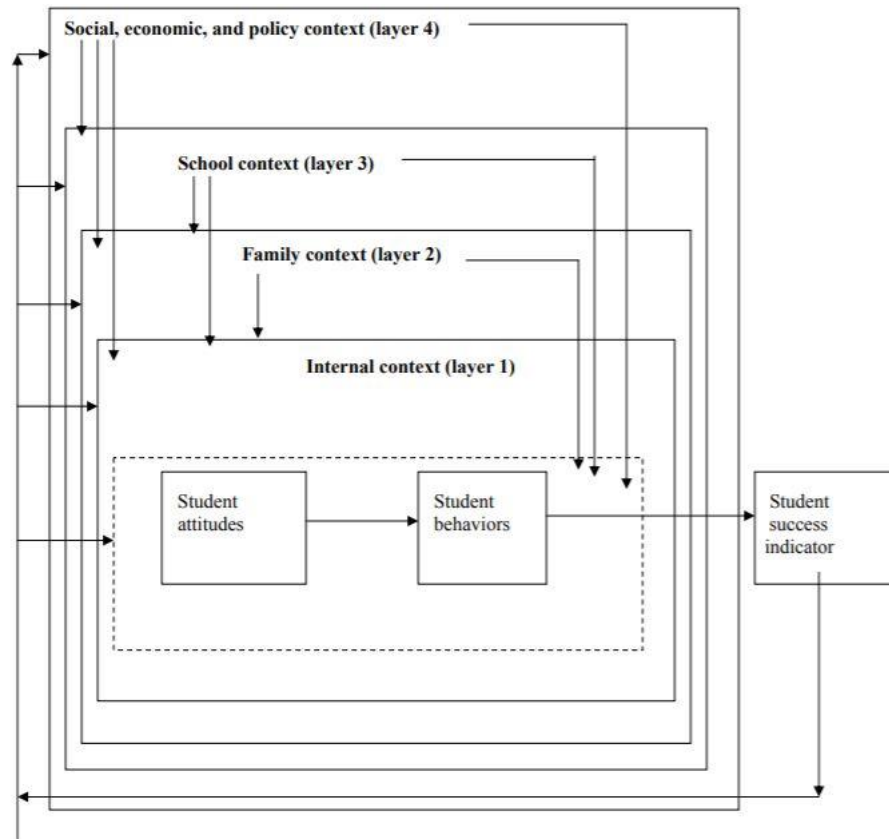 Social, economic, and policy context (layer 4)
School context (layer 3)
Family context (layer 2)
Internal context (layer 1)
Student
attitudes
Student
behaviors
Student
success
indicator